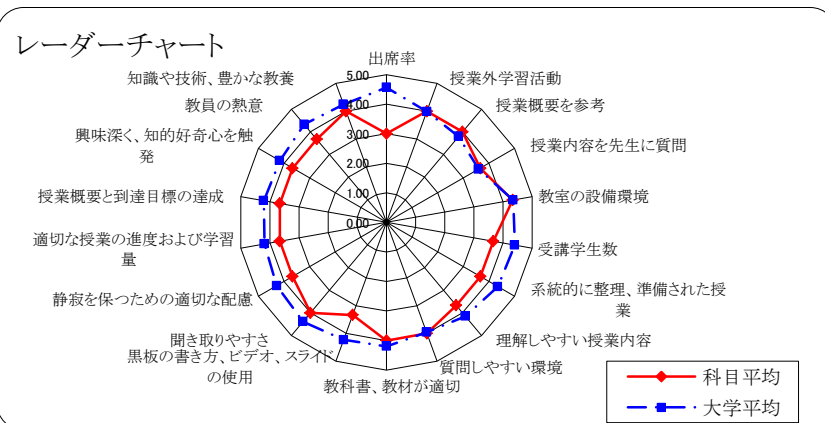 レーダーチャート
出席率
授業外学習活動
授業概要を参考
授業内容を先生に質問
教室の設備環境
受講学生数
系統的に整理、準備された授
業
理解しやすい授業内容
質問しやすい環境
教科書、教材が適切
黒板の書き方、ビデオ、スライド
の使用
聞き取りやすさ
静寂を保つための適切な配慮
適切な授業の進度および学習
量
授業概要と到達目標の達成
興味深く、知的好奇心を触
発
教員の熱意
知識や技術、豊かな教養
5.00
4.00
3.00
2.00
1.00
0.00
科目平均
大学平均